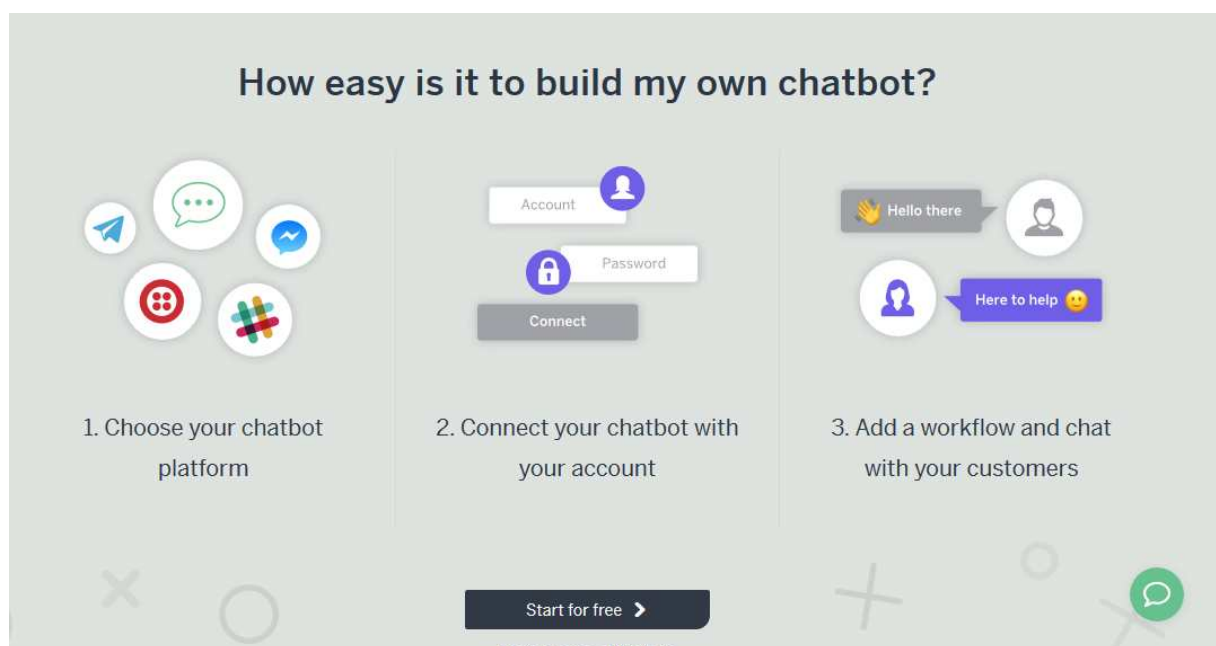 How easy is it to build my own chatbot?
Account
Password
Connect
👋 Hello there
Here to help 🙂
1. Choose your chatbot
platform
2. Connect your chatbot with
your account
3. Add a workflow and chat
with your customers
Start for free